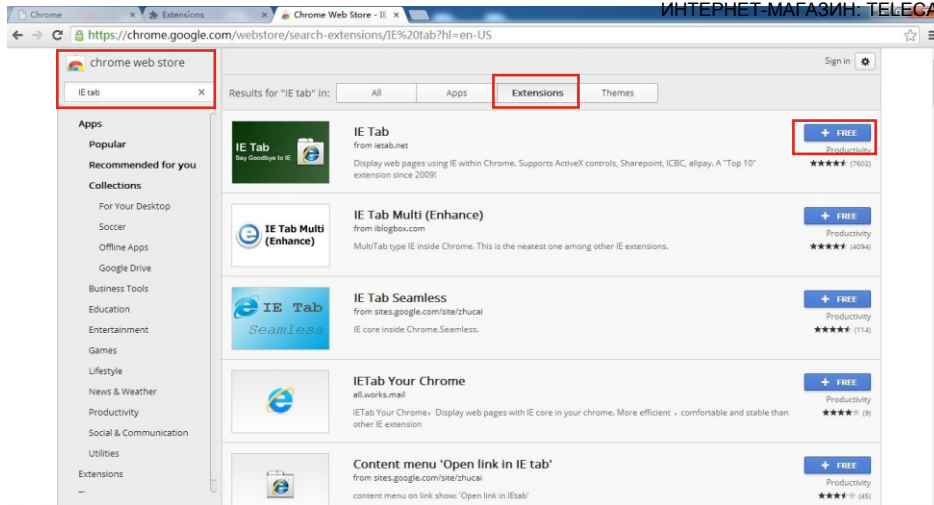 ИНТЕРНЕТ-МАГАЗИН: TELECA
Chrome
Extensions
Chrome Web Store - IE
https://chrome.google.com/webstore/search-extensions/IE%20tab?hl=en-US
chrome web store
Sign in
IE tab
Results for "IE tab" in:
All
Apps
Extensions
Themes
Apps
Popular
Recommended for you
Collections
For Your Desktop
Soccer
Offline Apps
Google Drive
Business Tools
Education
Entertainment
Games
Lifestyle
News & Weather
Productivity
Social & Communication
Utilities
Extensions
IE Tab
Say Goodbye to IE
IE Tab
from ietab.net
Display web pages using IE within Chrome. Supports ActiveX controls, Sharepoint, ICBC, alipay. A "Top 10"
extension since 2009!
+ FREE
Productivity
(7602)
IE Tab Multi
(Enhance)
IE Tab Multi (Enhance)
from iblogbox.com
MultiTab type IE inside Chrome. This is the neatest one among other IE extensions.
+ FREE
Productivity
(4094)
IE Tab
Seamless
IE Tab Seamless
from sites.google.com/site/zhucai
IE core inside Chrome.Seamless.
+ FREE
Productivity
(114)
IETab Your Chrome
all.works.mail
IETab Your Chrome，Display web pages with IE core in your chrome. More efficient 、comfortable and stable than
other IE extension
+ FREE
Productivity
(9)
Content menu 'Open link in IE tab'
from sites.google.com/site/zhucai
content menu on link show: 'Open link in IEtab'
+ FREE
Productivity
(45)